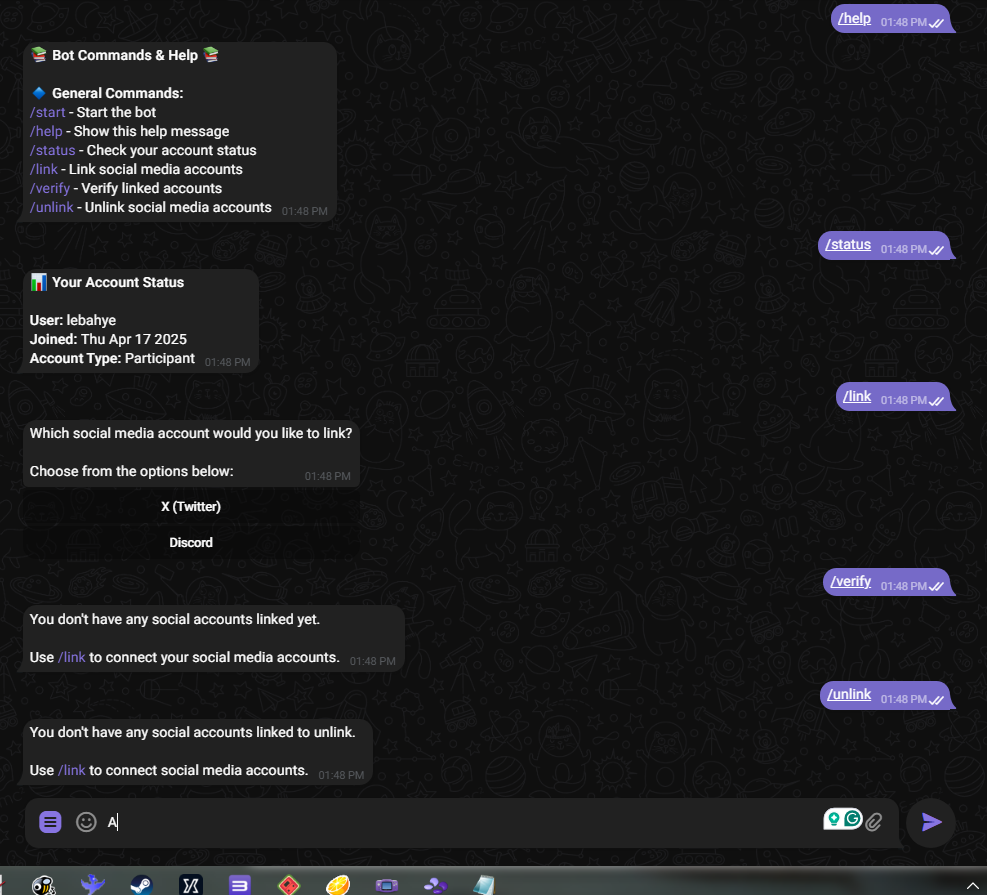 /help 01:48 PM
📚 Bot Commands & Help 📚
🔹 General Commands:
/start - Start the bot
/help - Show this help message
/status - Check your account status
/link - Link social media accounts
/verify - Verify linked accounts
/unlink - Unlink social media accounts 01:48 PM
/status 01:48 PM
📊 Your Account Status
User: lebahye
Joined: Thu Apr 17 2025
Account Type: Participant 01:48 PM
/link 01:48 PM
Which social media account would you like to link?
Choose from the options below: 01:48 PM
X (Twitter)
Discord
/verify 01:48 PM
You don't have any social accounts linked yet.
Use /link to connect your social media accounts. 01:48 PM
/unlink 01:48 PM
You don't have any social accounts linked to unlink.
Use /link to connect social media accounts. 01:48 PM
A